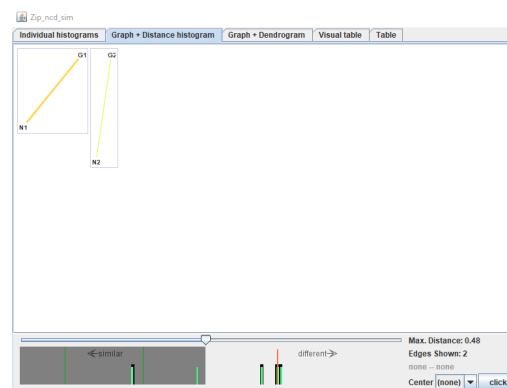 Zip_ncd_sim
Individual histograms Graph + Distance histogram Graph + Dendrogram Visual table Table
G1 G2
N1
N2
similar different
Max. Distance: 0.48
Edges Shown: 2
none -- none
Center (none) click